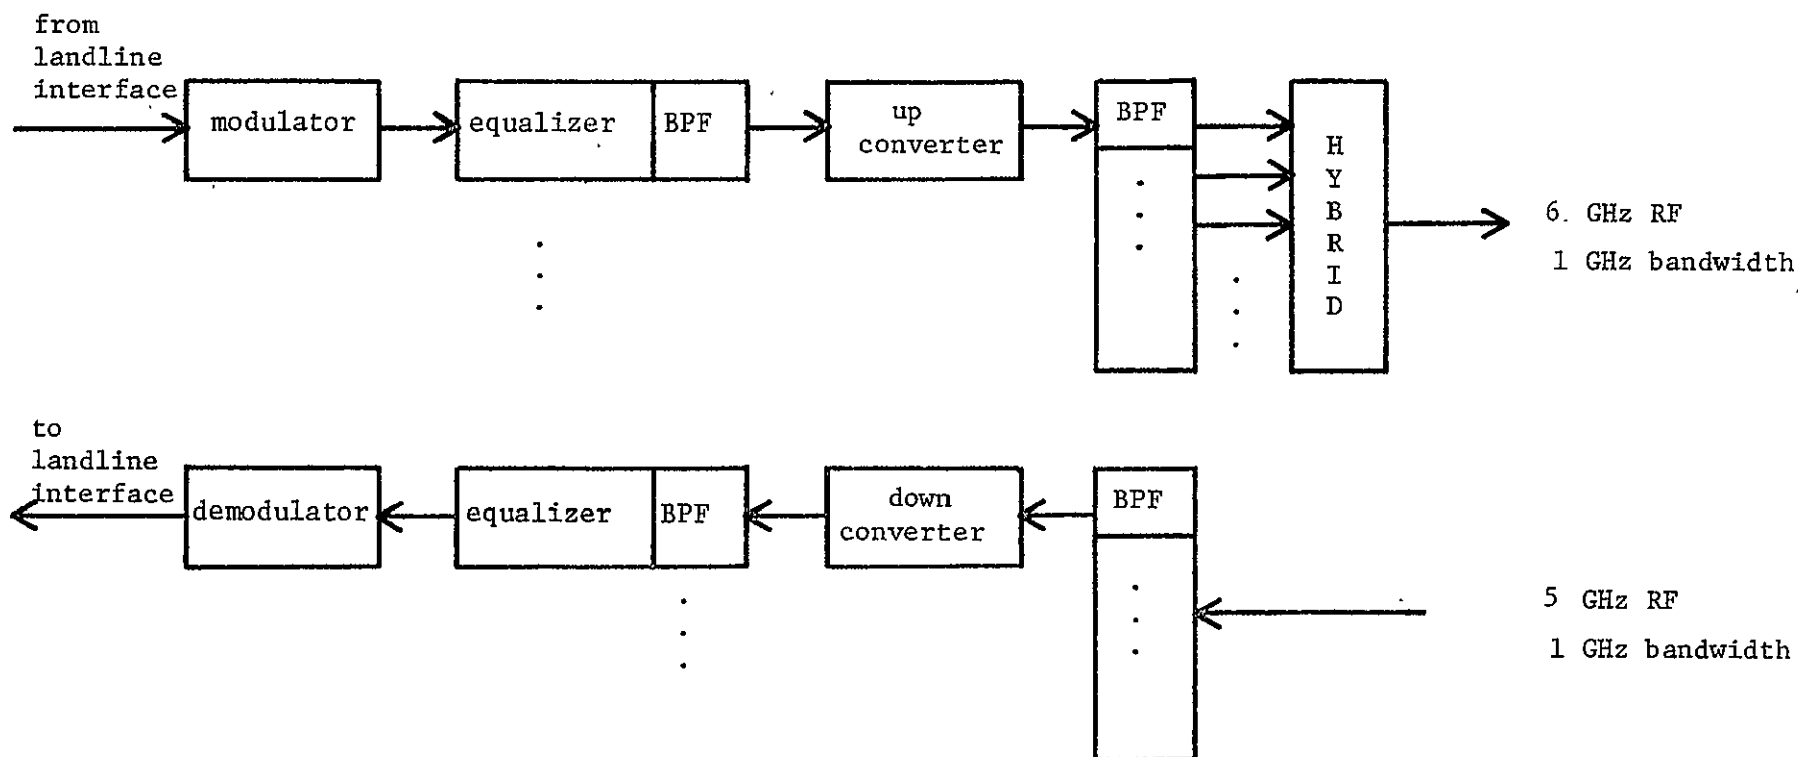 from
landline
interface
modulator
equalizer
BPF
up
converter
BPF
HYBRID
6. GHz RF
1 GHz bandwidth
to
landline
interface
demodulator
equalizer
BPF
down
converter
BPF
5 GHz RF
1 GHz bandwidth